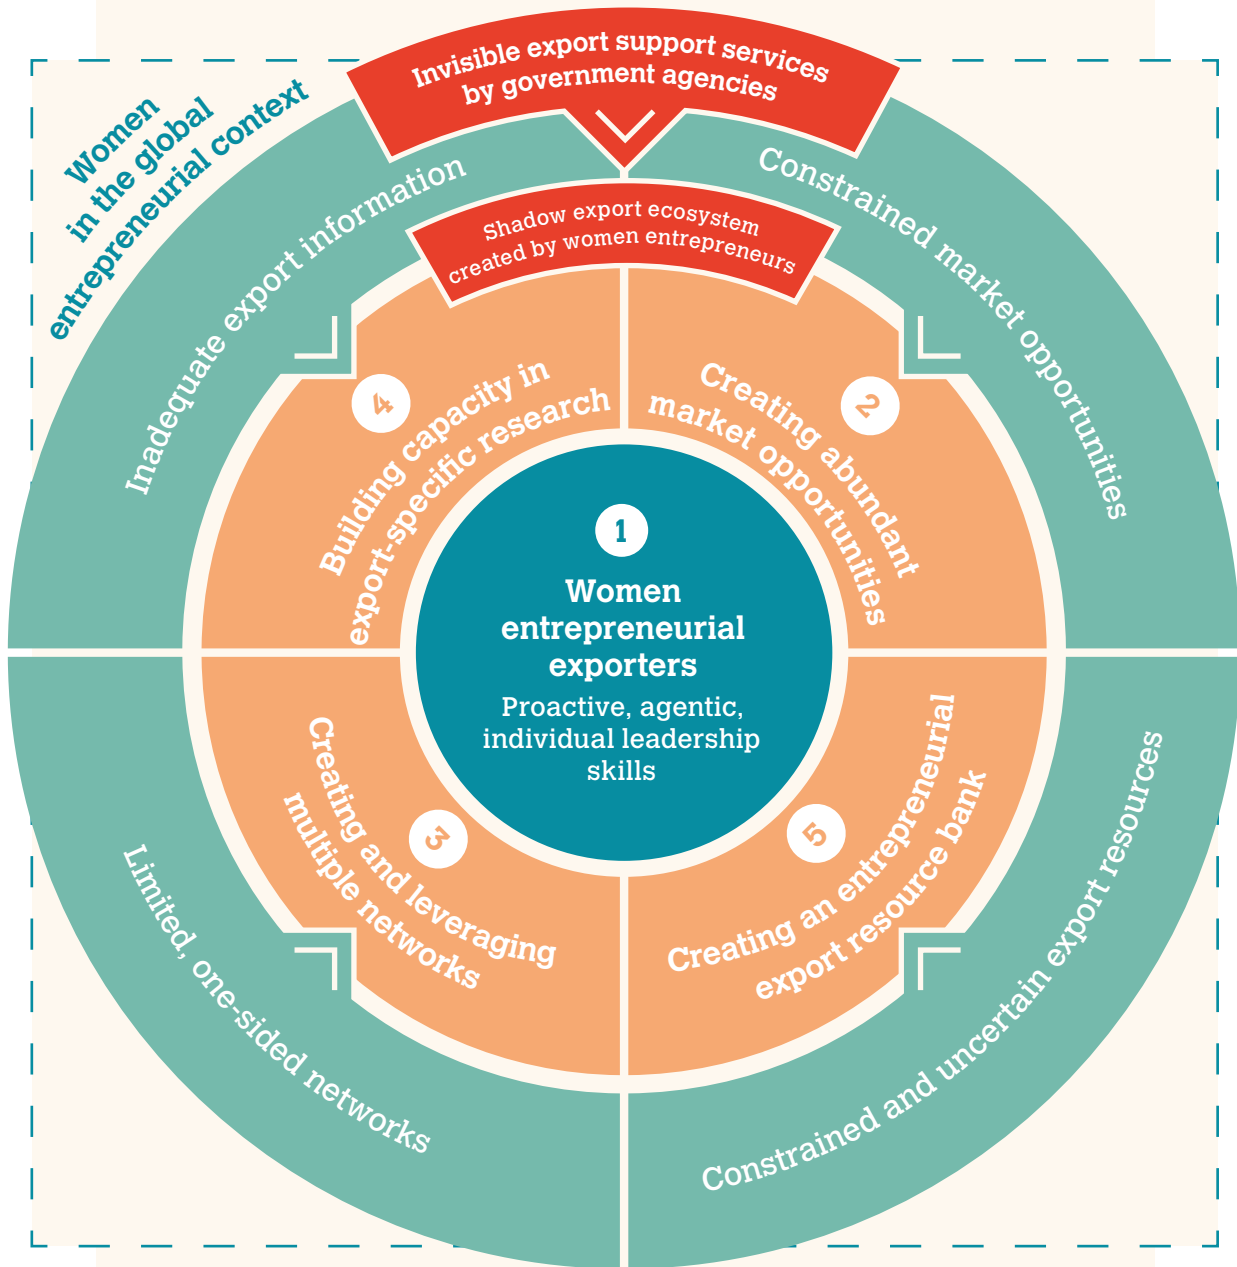 Invisible export support services
by government agencies
Women
in the global
entrepreneurial context
Inadequate export information
Constrained market opportunities
Shadow export ecosystem
created by women entrepreneurs
4
Building capacity in
export-specific research
2
Creating abundant
market opportunities
1
Women
entrepreneurial
exporters
Proactive, agentic,
individual leadership
skills
3
Creating and leveraging
multiple networks
5
Creating an entrepreneurial
export resource bank
Limited, one-sided networks
Constrained and uncertain export resources